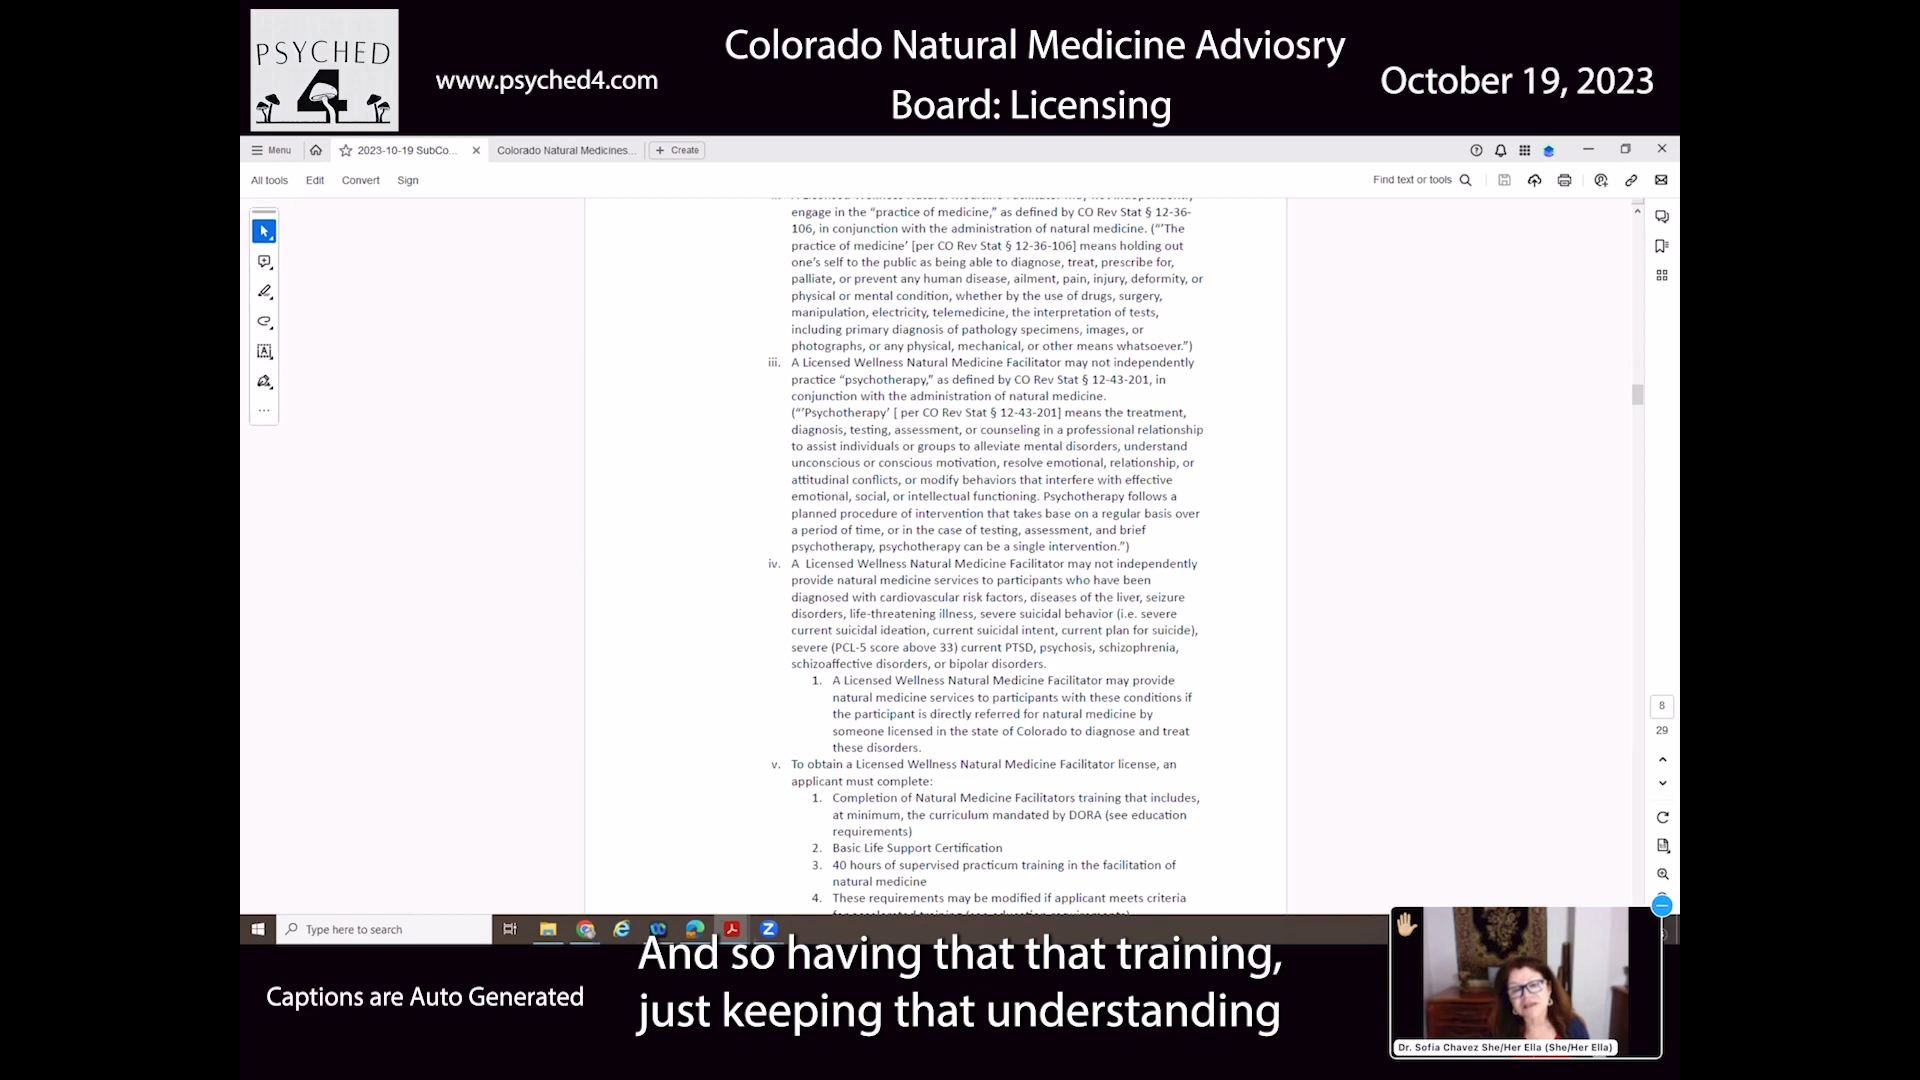 PSYCHED
4
www.psyched4.com
Colorado Natural Medicine Adviosry
Board: Licensing
October 19, 2023
Menu
2023-10-19 SubCo...
Colorado Natural Medicines...
+ Create
All tools
Edit
Convert
Sign
Find text or tools
engage in the “practice of medicine,” as defined by CO Rev Stat § 12-36-
106, in conjunction with the administration of natural medicine. (“’The
practice of medicine’ [per CO Rev Stat § 12-36-106] means holding out
one’s self to the public as being able to diagnose, treat, prescribe for,
palliate, or prevent any human disease, ailment, pain, injury, deformity, or
physical or mental condition, whether by the use of drugs, surgery,
manipulation, electricity, telemedicine, the interpretation of tests,
including primary diagnosis of pathology specimens, images, or
photographs, or any physical, mechanical, or other means whatsoever.”)
iii. A Licensed Wellness Natural Medicine Facilitator may not independently
practice “psychotherapy,” as defined by CO Rev Stat § 12-43-201, in
conjunction with the administration of natural medicine.
(“’Psychotherapy’ [ per CO Rev Stat § 12-43-201] means the treatment,
diagnosis, testing, assessment, or counseling in a professional relationship
to assist individuals or groups to alleviate mental disorders, understand
unconscious or conscious motivation, resolve emotional, relationship, or
attitudinal conflicts, or modify behaviors that interfere with effective
emotional, social, or intellectual functioning. Psychotherapy follows a
planned procedure of intervention that takes base on a regular basis over
a period of time, or in the case of testing, assessment, and brief
psychotherapy, psychotherapy can be a single intervention.”)
iv. A Licensed Wellness Natural Medicine Facilitator may not independently
provide natural medicine services to participants who have been
diagnosed with cardiovascular risk factors, diseases of the liver, seizure
disorders, life-threatening illness, severe suicidal behavior (i.e. severe
current suicidal ideation, current suicidal intent, current plan for suicide),
severe (PCL-5 score above 33) current PTSD, psychosis, schizophrenia,
schizoaffective disorders, or bipolar disorders.
1. A Licensed Wellness Natural Medicine Facilitator may provide
natural medicine services to participants with these conditions if
the participant is directly referred for natural medicine by
someone licensed in the state of Colorado to diagnose and treat
these disorders.
v. To obtain a Licensed Wellness Natural Medicine Facilitator license, an
applicant must complete:
1. Completion of Natural Medicine Facilitators training that includes,
at minimum, the curriculum mandated by DORA (see education
requirements)
2. Basic Life Support Certification
3. 40 hours of supervised practicum training in the facilitation of
natural medicine
4. These requirements may be modified if applicant meets criteria
8
29
Type here to search
And so having that that training,
just keeping that understanding
Captions are Auto Generated
Dr. Sofia Chavez She/Her Ella (She/Her Ella)